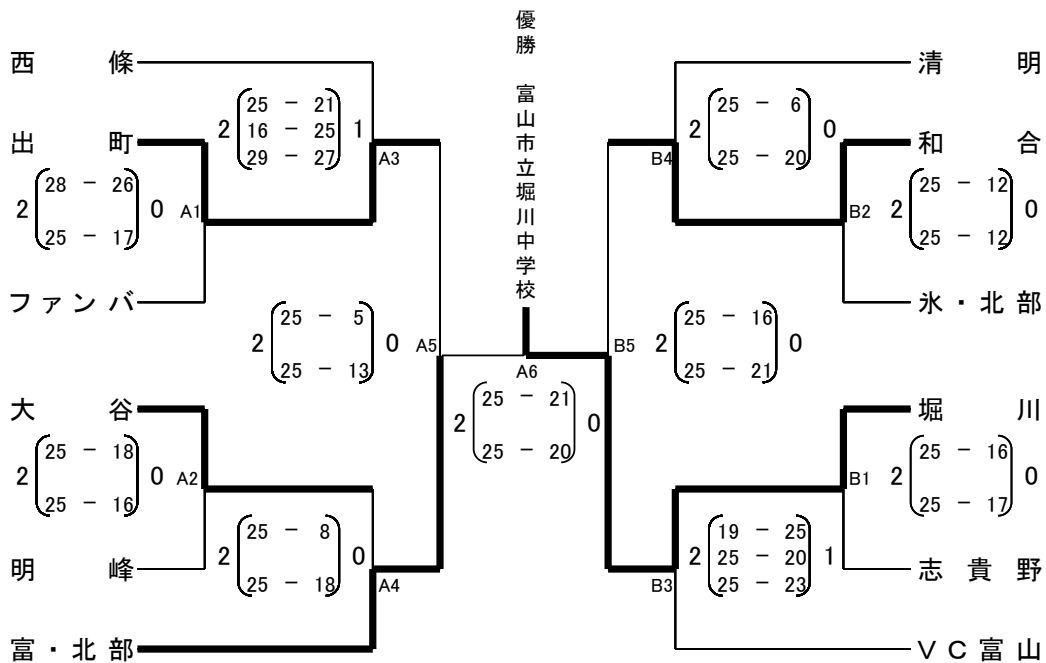 優勝 富山市立堀川中学校
西條
25 － 21
2 16 － 25 1
29 － 27
A3
出町
28 － 26
2 0
25 － 17
A1
ファンバ
25 － 5
2 0
25 － 13
A5
大谷
25 － 18
2 0
25 － 16
A2
明峰
25 － 8
2 0
25 － 18
A4
富・北部
A6
25 － 21
2 0
25 － 20
清明
25 － 6
2 0
25 － 20
B4
和合
25 － 12
2 0
25 － 12
B2
氷・北部
B5
25 － 16
2 0
25 － 21
堀川
25 － 16
2 0
25 － 17
B1
志貴野
19 － 25
2 25 － 20 1
25 － 23
B3
ＶＣ富山